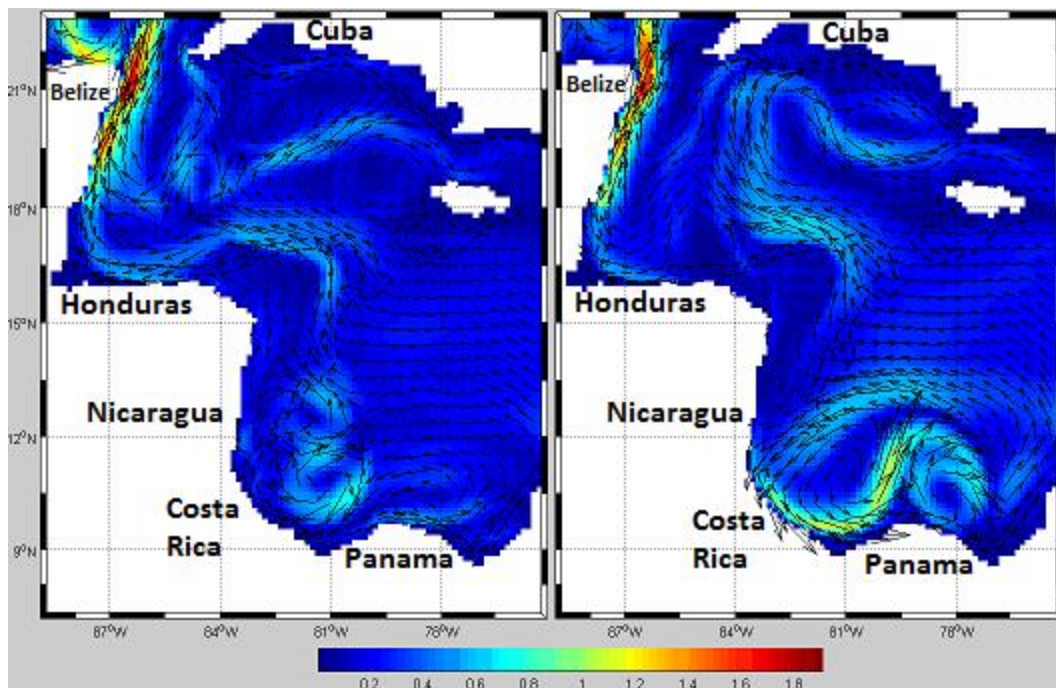 Cuba
Cuba
21°N
Belize
Belize
18°N
Honduras
Honduras
15°N
Nicaragua
Nicaragua
12°N
Costa
Rica
Costa
Rica
9°N
Panama
Panama
87°W 84°W 81°W 78°W
87°W 84°W 81°W 78°W
0.2 0.4 0.6 0.8 1 1.2 1.4 1.6 1.8